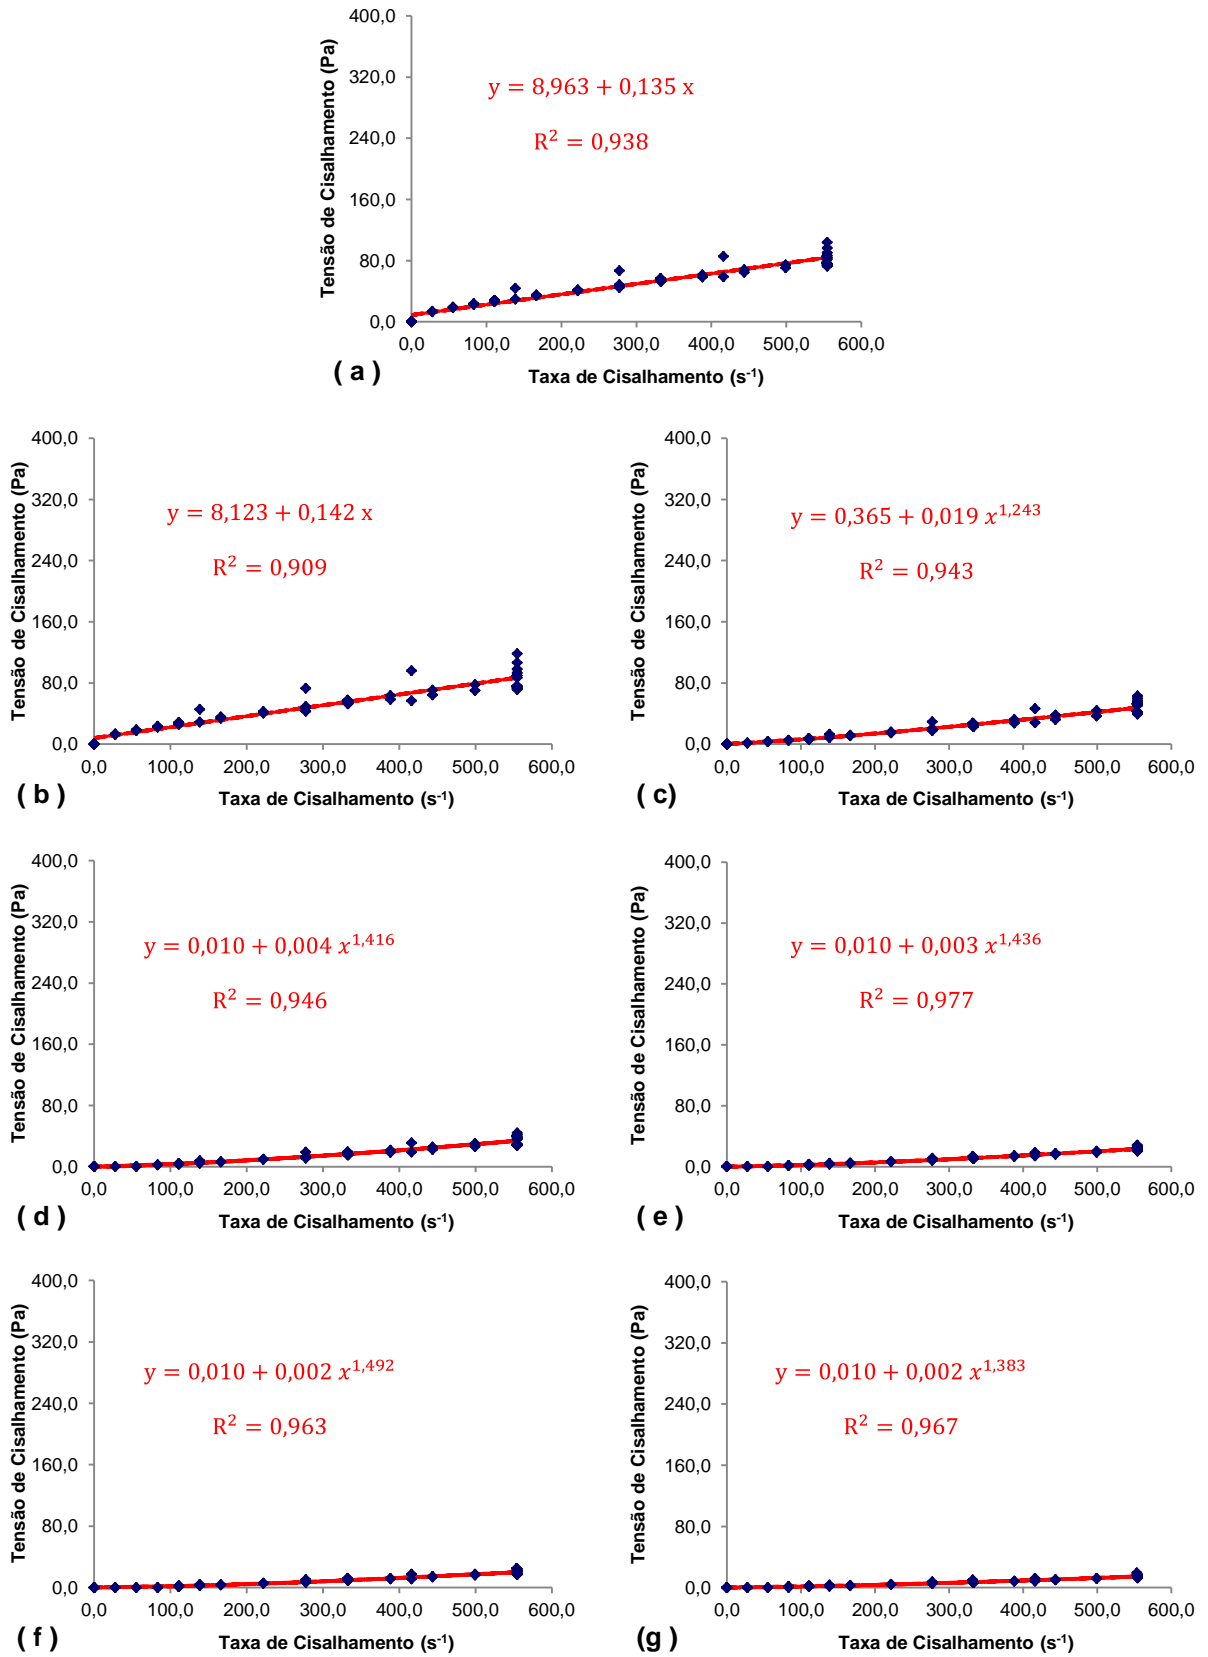 400,0
320,0
240,0
160,0
80,0
0,0
Tensão de Cisalhamento (Pa)
y = 8,963 + 0,135 x
R² = 0,938
0,0 100,0 200,0 300,0 400,0 500,0 600,0
( a ) Taxa de Cisalhamento (s⁻¹)
400,0
320,0
240,0
160,0
80,0
0,0
Tensão de Cisalhamento (Pa)
y = 8,123 + 0,142 x
R² = 0,909
0,0 100,0 200,0 300,0 400,0 500,0 600,0
( b ) Taxa de Cisalhamento (s⁻¹)
400,0
320,0
240,0
160,0
80,0
0,0
Tensão de Cisalhamento (Pa)
y = 0,365 + 0,019 x^1,243
R² = 0,943
0,0 100,0 200,0 300,0 400,0 500,0 600,0
( c) Taxa de Cisalhamento (s⁻¹)
400,0
320,0
240,0
160,0
80,0
0,0
Tensão de Cisalhamento (Pa)
y = 0,010 + 0,004 x^1,416
R² = 0,946
0,0 100,0 200,0 300,0 400,0 500,0 600,0
( d ) Taxa de Cisalhamento (s⁻¹)
400,0
320,0
240,0
160,0
80,0
0,0
Tensão de Cisalhamento (Pa)
y = 0,010 + 0,003 x^1,436
R² = 0,977
0,0 100,0 200,0 300,0 400,0 500,0 600,0
( e ) Taxa de Cisalhamento (s⁻¹)
400,0
320,0
240,0
160,0
80,0
0,0
Tensão de Cisalhamento (Pa)
y = 0,010 + 0,002 x^1,492
R² = 0,963
0,0 100,0 200,0 300,0 400,0 500,0 600,0
( f ) Taxa de Cisalhamento (s⁻¹)
400,0
320,0
240,0
160,0
80,0
0,0
Tensão de Cisalhamento (Pa)
y = 0,010 + 0,002 x^1,383
R² = 0,967
0,0 100,0 200,0 300,0 400,0 500,0 600,0
(g ) Taxa de Cisalhamento (s⁻¹)